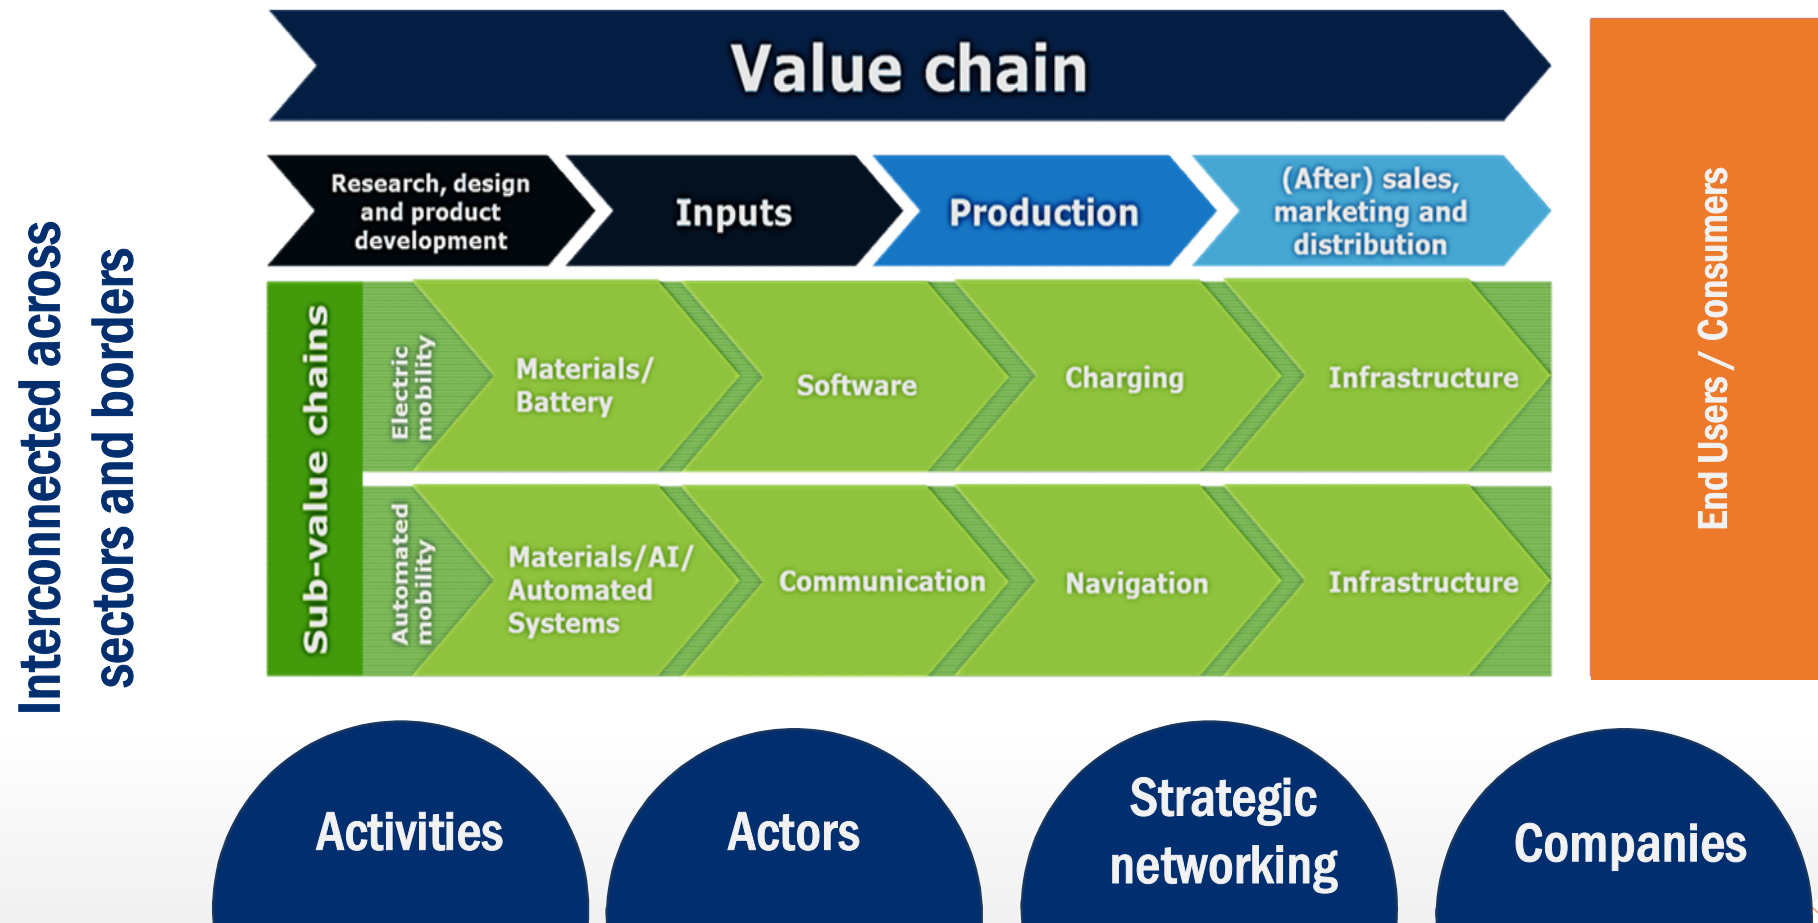 Value chain
Research, design
and product
development
Inputs
Production
(After) sales,
marketing and
distribution
Interconnected across
sectors and borders
Sub-value chains
Electric
mobility
Materials/
Battery
Software
Charging
Infrastructure
Automated
mobility
Materials/AI/
Automated
Systems
Communication
Navigation
Infrastructure
End Users / Consumers
Activities
Actors
Strategic
networking
Companies